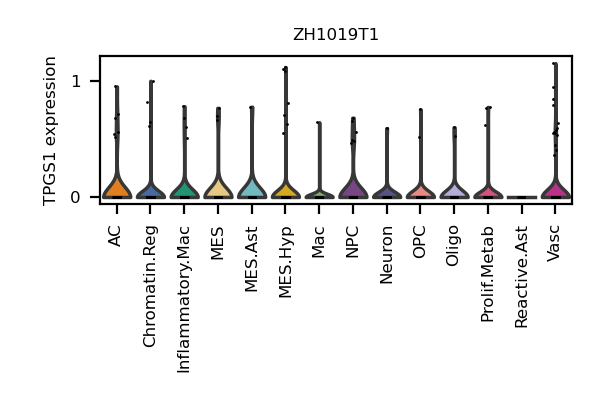 ZH1019T1
TPGS1 expression
1
0
AC
Chromatin.Reg
Inflammatory.Mac
MES
MES.Ast
MES.Hyp
Mac
NPC
Neuron
OPC
Oligo
Prolif.Metab
Reactive.Ast
Vasc